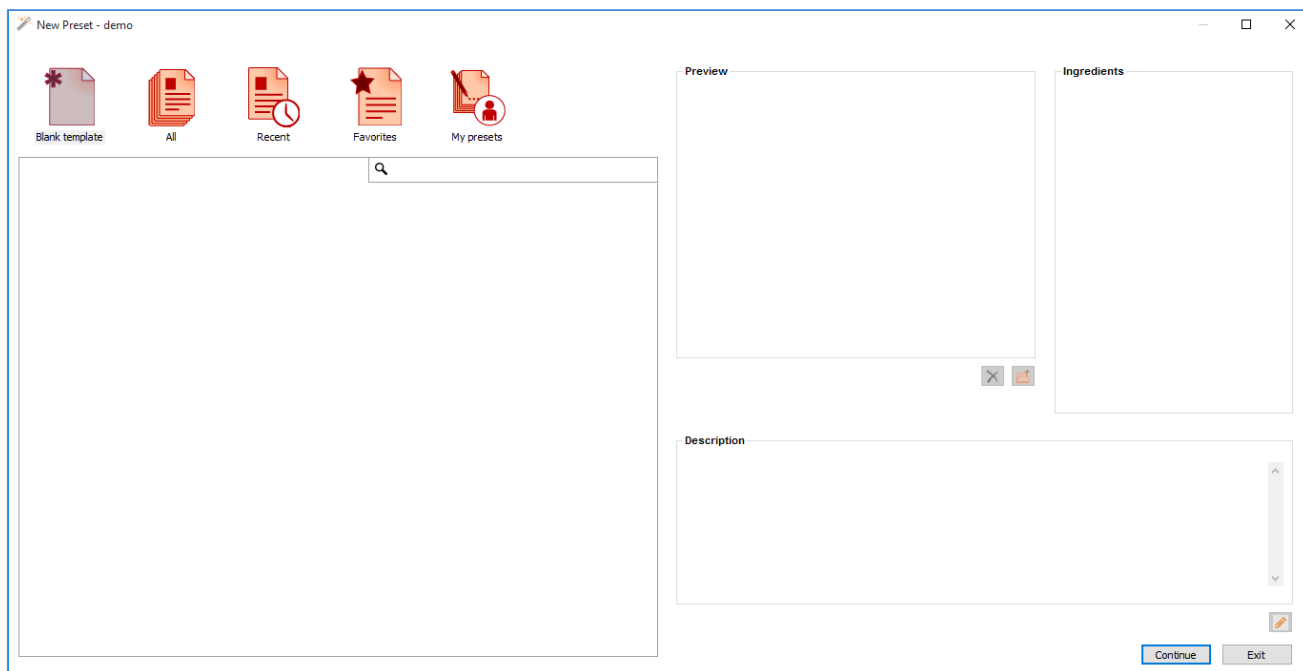 New Preset - demo
Blank template
All
Recent
Favorites
My presets
Preview
Ingredients
Description
Continue
Exit